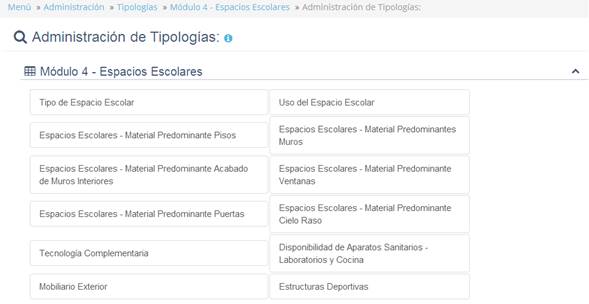 Menú » Administración » Tipologías » Módulo 4 - Espacios Escolares » Administración de Tipologías:
Administración de Tipologías:
Módulo 4 - Espacios Escolares
Tipo de Espacio Escolar
Uso del Espacio Escolar
Espacios Escolares - Material Predominante Pisos
Espacios Escolares - Material Predominantes
Muros
Espacios Escolares - Material Predominante Acabado
de Muros Interiores
Espacios Escolares - Material Predominante
Ventanas
Espacios Escolares - Material Predominante Puertas
Espacios Escolares - Material Predominante
Cielo Raso
Tecnología Complementaria
Disponibilidad de Aparatos Sanitarios -
Laboratorios y Cocina
Mobiliario Exterior
Estructuras Deportivas